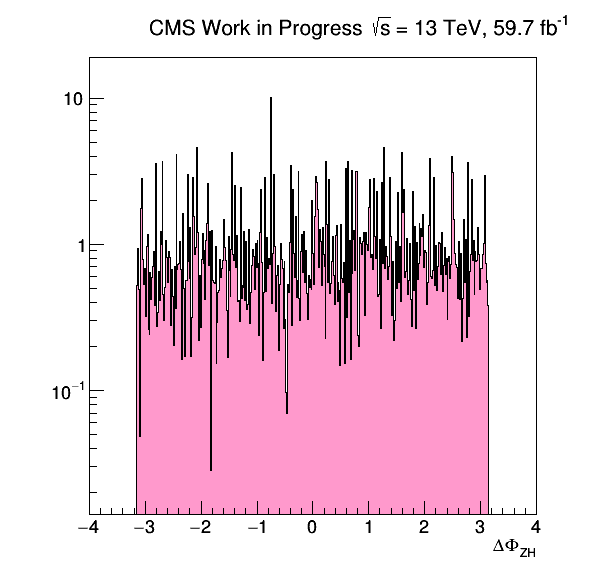 CMS Work in Progress √s = 13 TeV, 59.7 fb⁻¹
10
1
10⁻¹
−4 −3 −2 −1 0 1 2 3 4
ΔΦ_ZH